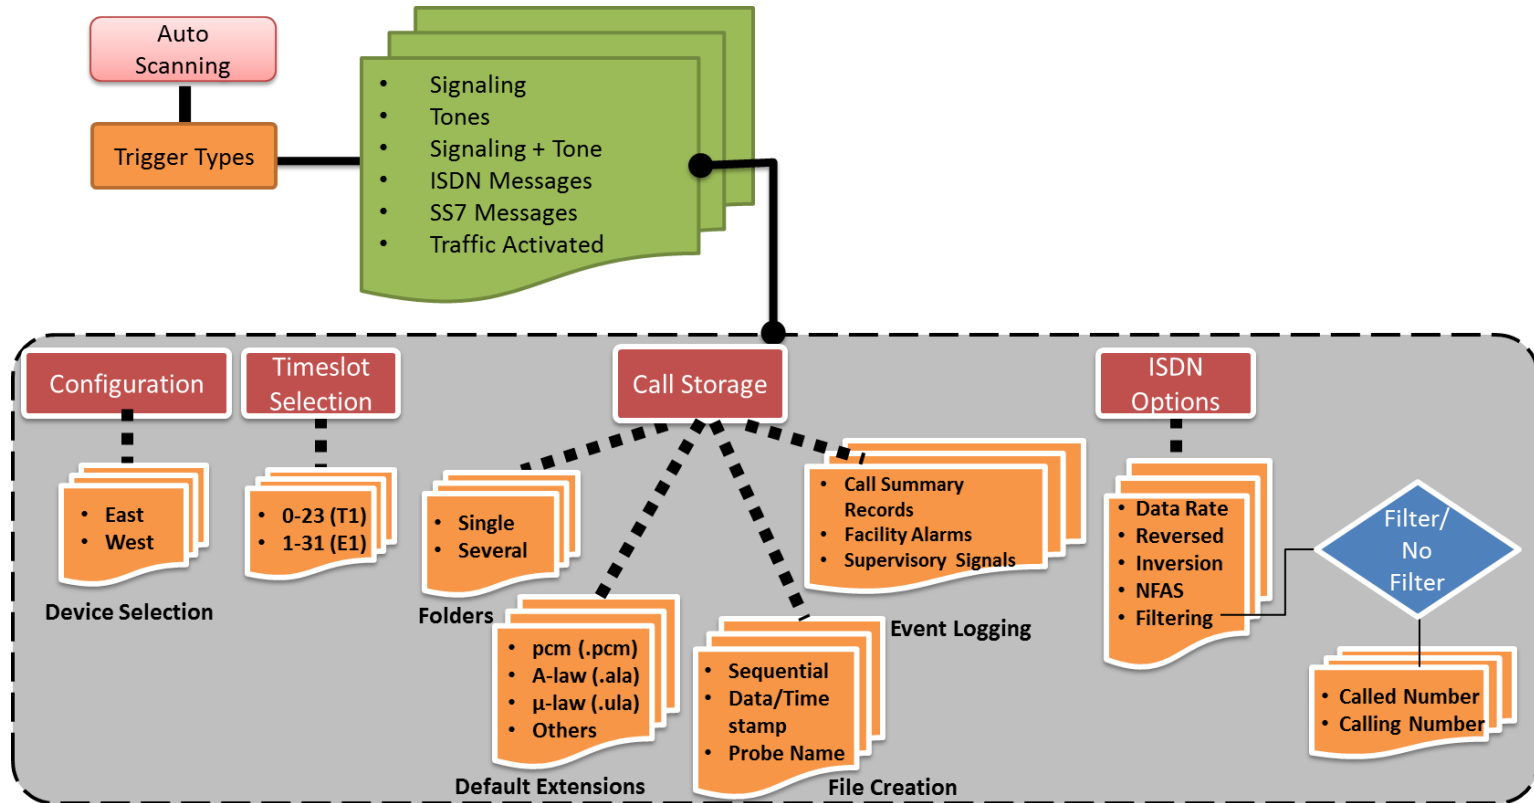 Auto
Scanning
Trigger Types
• Signaling
• Tones
• Signaling + Tone
• ISDN Messages
• SS7 Messages
• Traffic Activated
Configuration
• East
• West
Device Selection
Timeslot
Selection
• 0-23 (T1)
• 1-31 (E1)
Call Storage
• Single
• Several
Folders
• pcm (.pcm)
• A-law (.ala)
• µ-law (.ula)
• Others
Default Extensions
• Sequential
• Data/Time
stamp
• Probe Name
File Creation
• Call Summary
Records
• Facility Alarms
• Supervisory Signals
Event Logging
ISDN
Options
• Data Rate
• Reversed
• Inversion
• NFAS
• Filtering
Filter/
No
Filter
• Called Number
• Calling Number